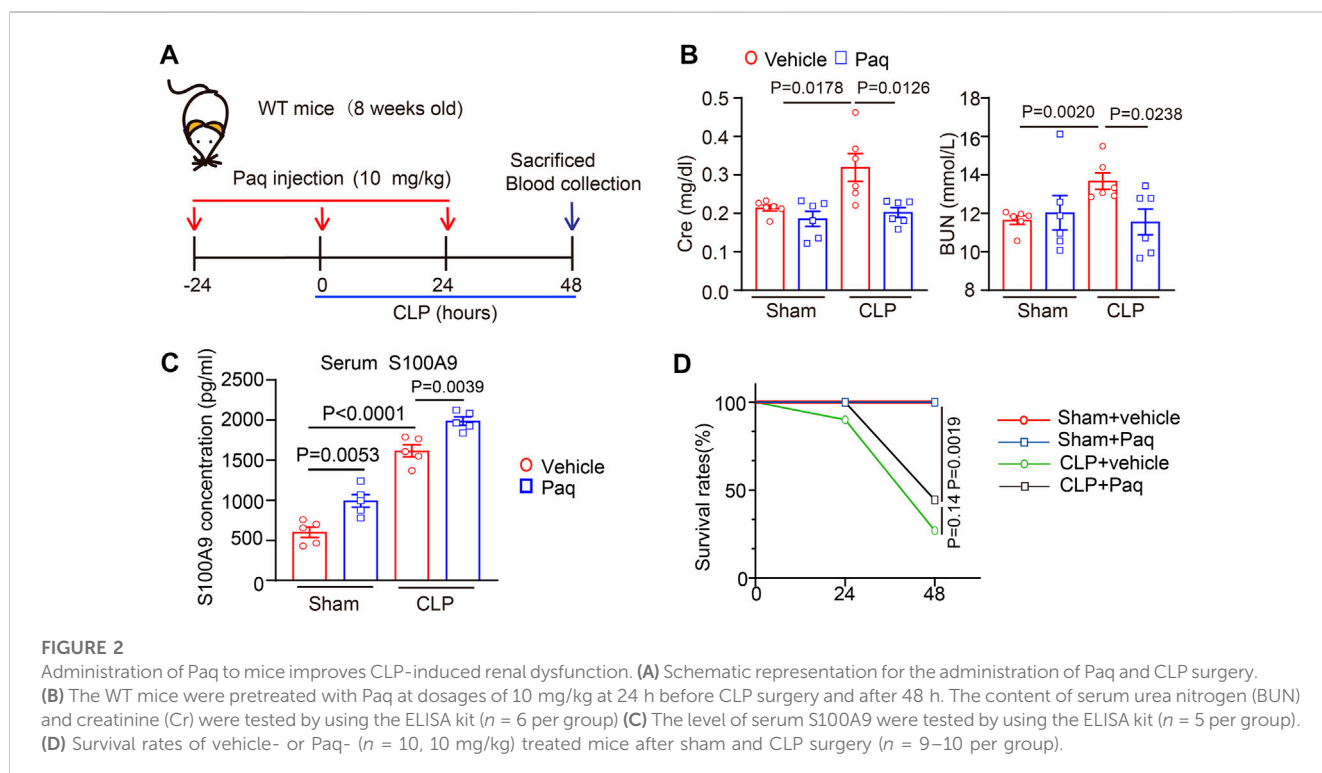 A
WT mice (8 weeks old)
Paq injection (10 mg/kg)
Sacrificed
Blood collection
-24 0 24 48
CLP (hours)
B
Vehicle Paq
P=0.0178 P=0.0126
Cre (mg/dl)
0.5
0.4
0.3
0.2
0.1
0.0
Sham CLP
P=0.0020 P=0.0238
BUN (mmol/L)
16
14
12
10
8
Sham CLP
C
Serum S100A9
S100A9 concentration (pg/ml)
2500
2000
1500
1000
500
0
P=0.0039
P<0.0001
P=0.0053
Sham CLP
Vehicle
Paq
D
Survival rates(%)
100
50
0
0 24 48
P=0.14 P=0.0019
Sham+vehicle
Sham+Paq
CLP+vehicle
CLP+Paq
FIGURE 2
Administration of Paq to mice improves CLP-induced renal dysfunction. (A) Schematic representation for the administration of Paq and CLP surgery.
(B) The WT mice were pretreated with Paq at dosages of 10 mg/kg at 24 h before CLP surgery and after 48 h. The content of serum urea nitrogen (BUN)
and creatinine (Cr) were tested by using the ELISA kit (n = 6 per group) (C) The level of serum S100A9 were tested by using the ELISA kit (n = 5 per group).
(D) Survival rates of vehicle- or Paq- (n = 10, 10 mg/kg) treated mice after sham and CLP surgery (n = 9–10 per group).